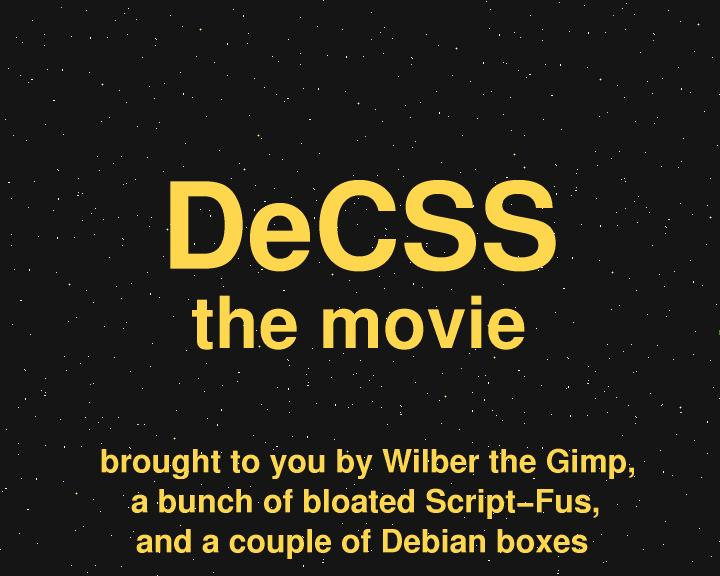 DeCSS
the movie
brought to you by Wilber the Gimp,
a bunch of bloated Script-Fus,
and a couple of Debian boxes